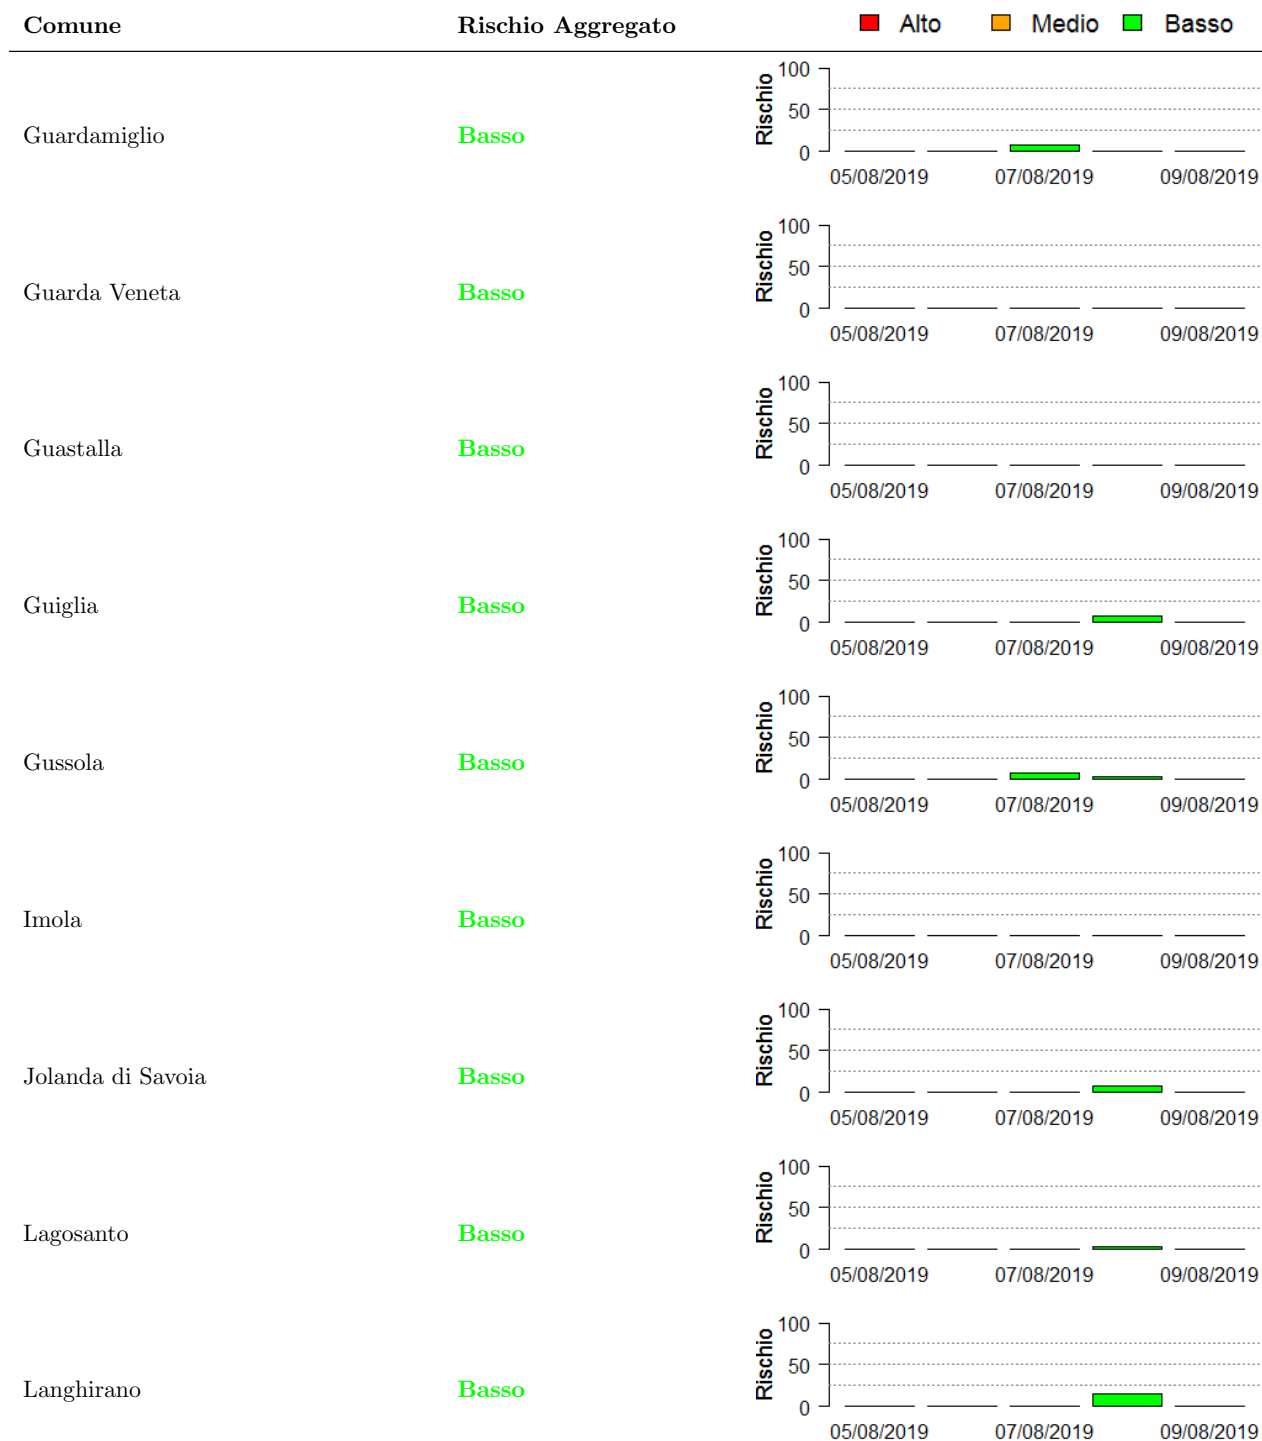 Comune Rischio Aggregato Alto Medio Basso
Guardamiglio Basso
Rischio
100
50
0
05/08/2019 07/08/2019 09/08/2019
Guarda Veneta Basso
Rischio
100
50
0
05/08/2019 07/08/2019 09/08/2019
Guastalla Basso
Rischio
100
50
0
05/08/2019 07/08/2019 09/08/2019
Guiglia Basso
Rischio
100
50
0
05/08/2019 07/08/2019 09/08/2019
Gussola Basso
Rischio
100
50
0
05/08/2019 07/08/2019 09/08/2019
Imola Basso
Rischio
100
50
0
05/08/2019 07/08/2019 09/08/2019
Jolanda di Savoia Basso
Rischio
100
50
0
05/08/2019 07/08/2019 09/08/2019
Lagosanto Basso
Rischio
100
50
0
05/08/2019 07/08/2019 09/08/2019
Langhirano Basso
Rischio
100
50
0
05/08/2019 07/08/2019 09/08/2019